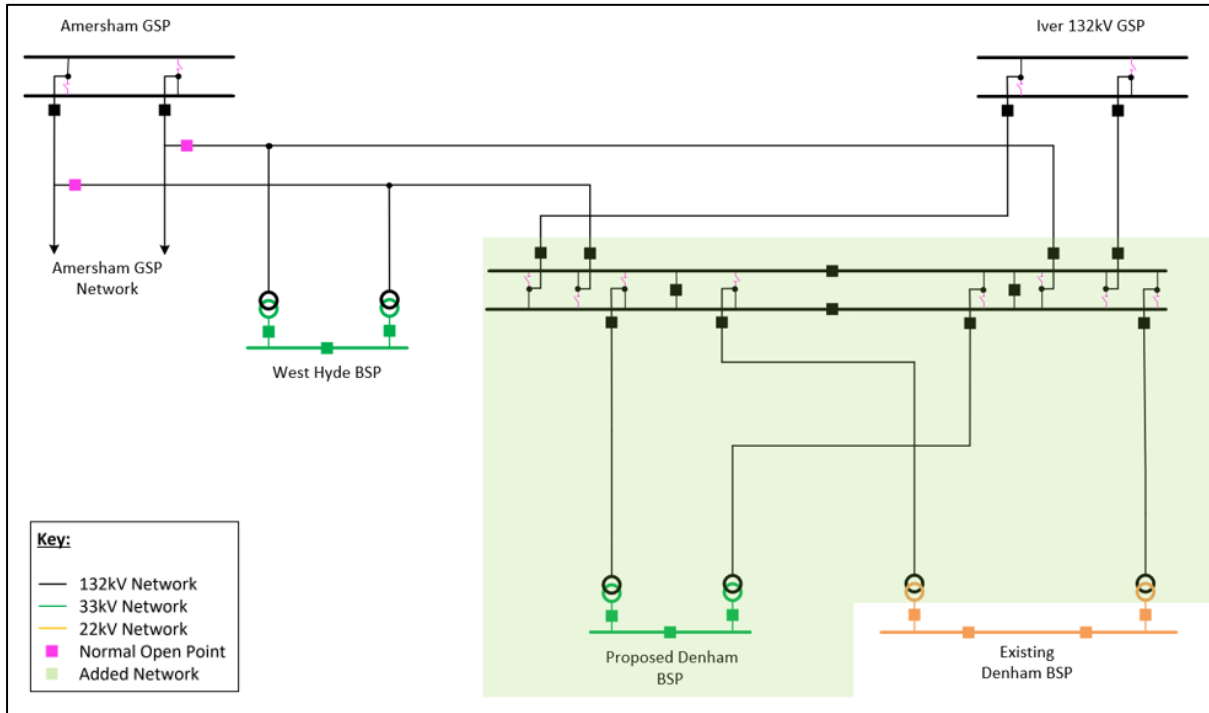 Amersham GSP
Iver 132kV GSP
Amersham GSP
Network
West Hyde BSP
Key:
132kV Network
33kV Network
22kV Network
Normal Open Point
Added Network
Proposed Denham
BSP
Existing
Denham BSP